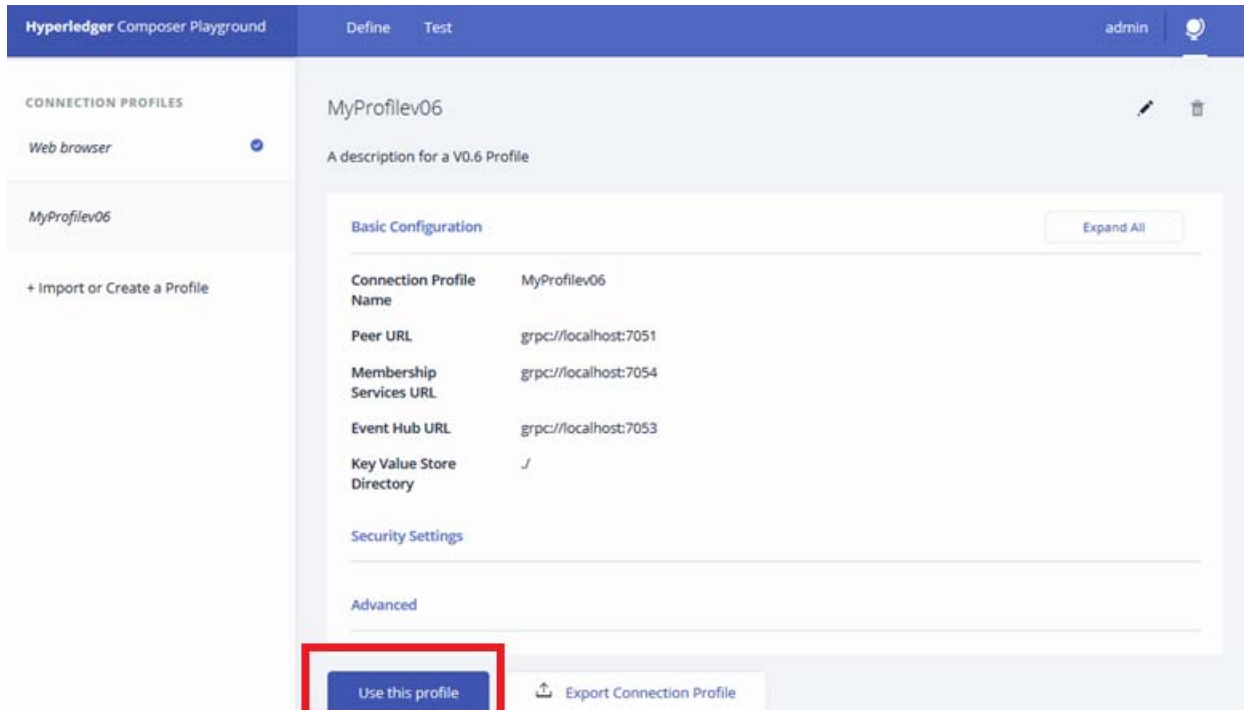 Hyperledger Composer Playground Define Test admin
CONNECTION PROFILES
Web browser
MyProfilev06
+ Import or Create a Profile
MyProfilev06
A description for a V0.6 Profile
Basic Configuration Expand All
Connection Profile Name MyProfilev06
Peer URL grpc://localhost:7051
Membership Services URL grpc://localhost:7054
Event Hub URL grpc://localhost:7053
Key Value Store Directory ./
Security Settings
Advanced
Use this profile Export Connection Profile